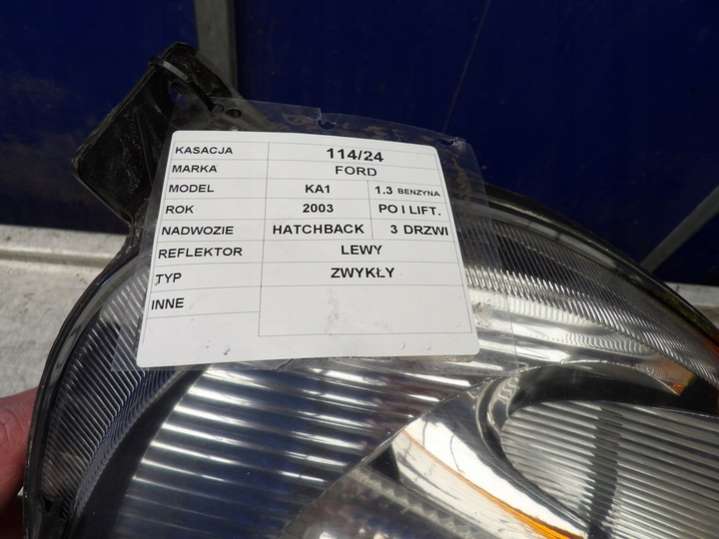 KASACJA 114/24
MARKA FORD
MODEL KA1 1.3 BENZYNA
ROK 2003 PO I LIFT.
NADWOZIE HATCHBACK 3 DRZWI
REFLEKTOR LEWY
TYP ZWYKŁY
INNE